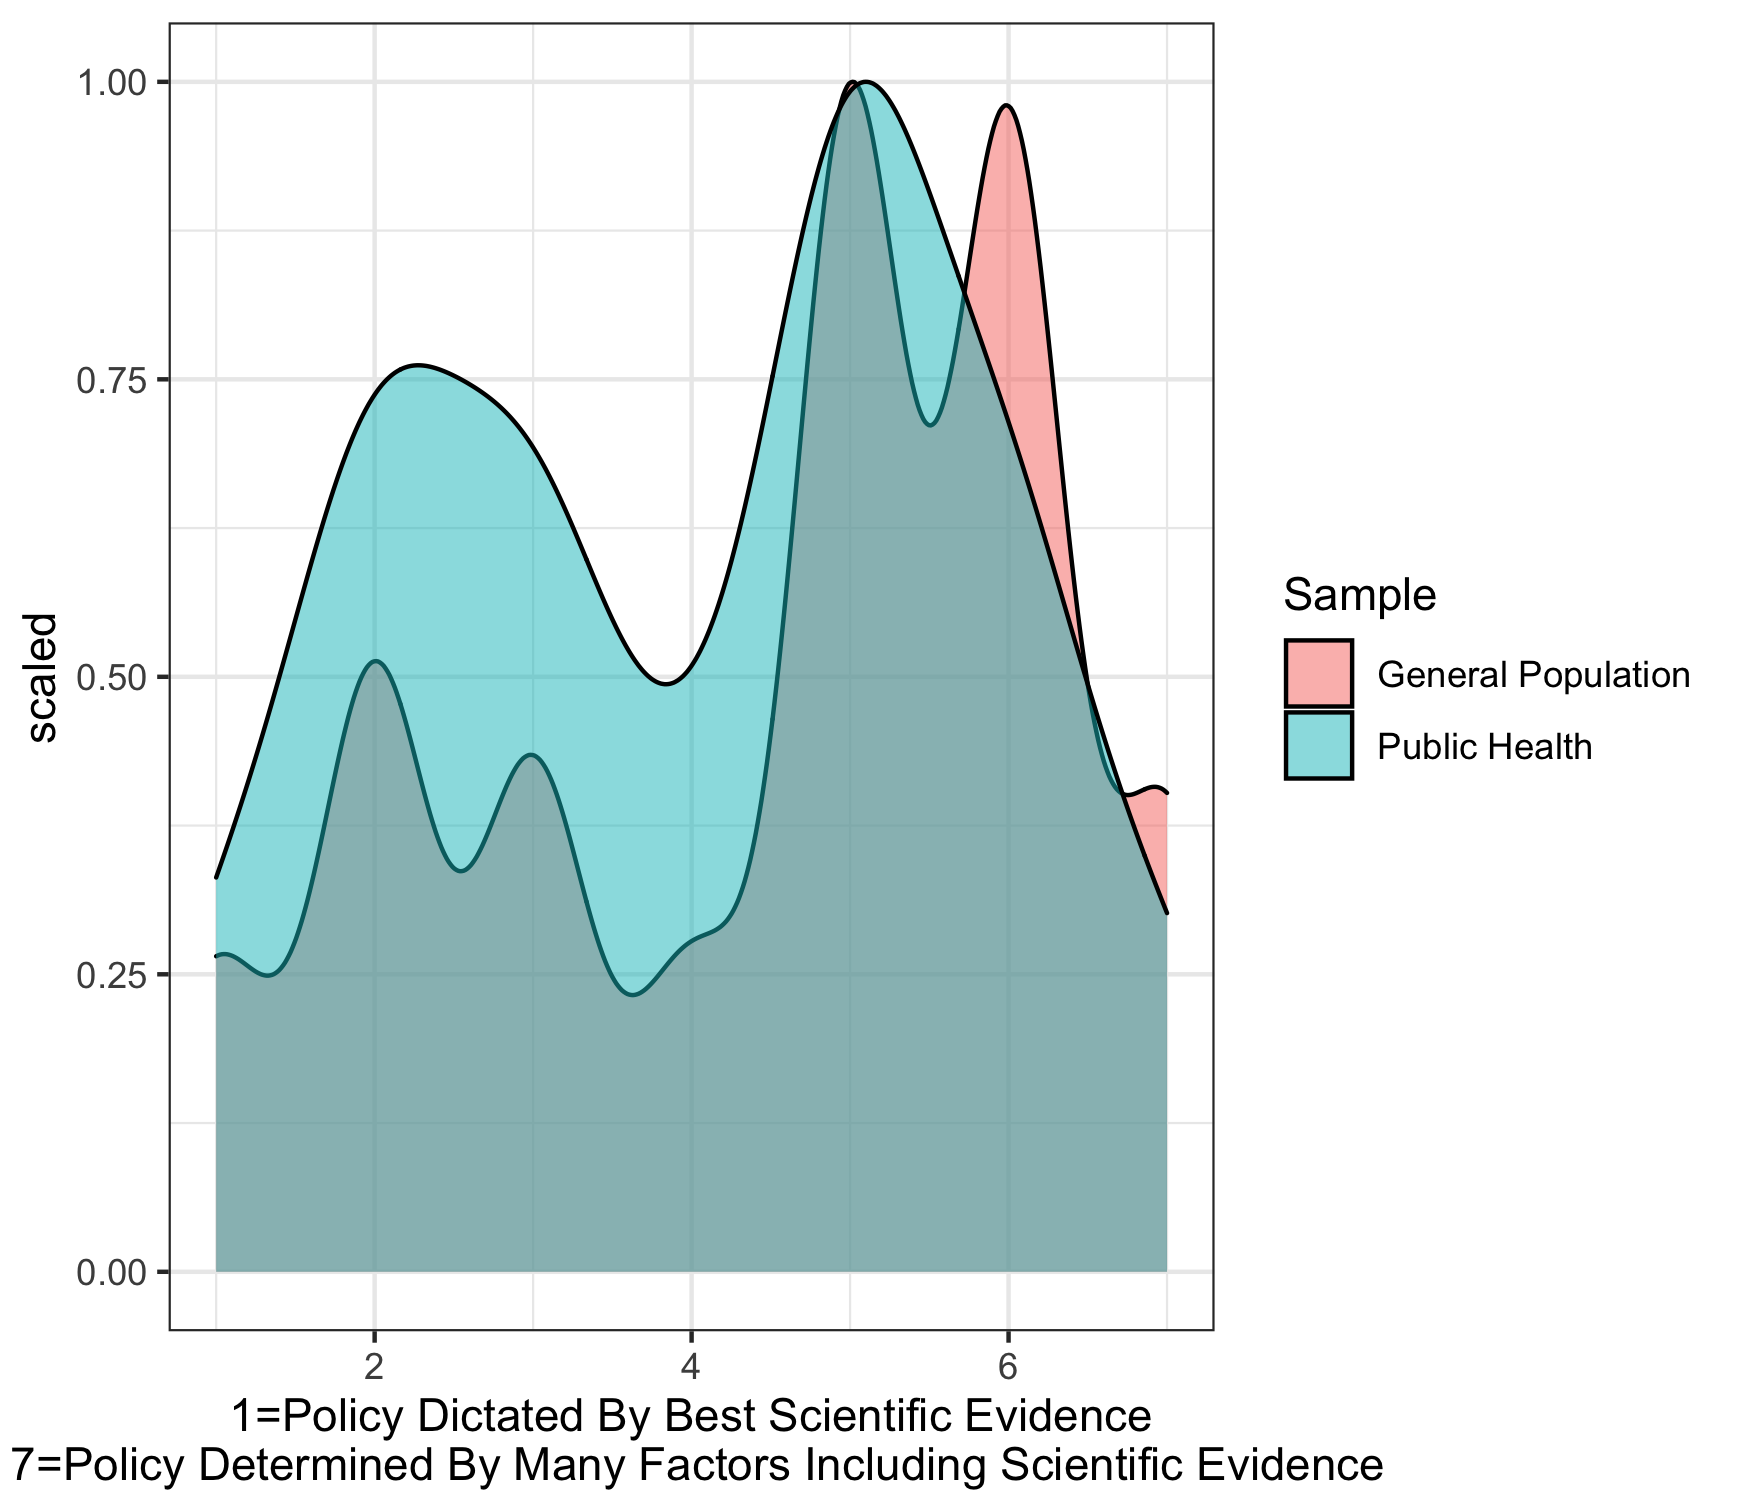 1.00
0.75
0.50
0.25
0.00
scaled
2 4 6
1=Policy Dictated By Best Scientific Evidence
7=Policy Determined By Many Factors Including Scientific Evidence
Sample
General Population
Public Health